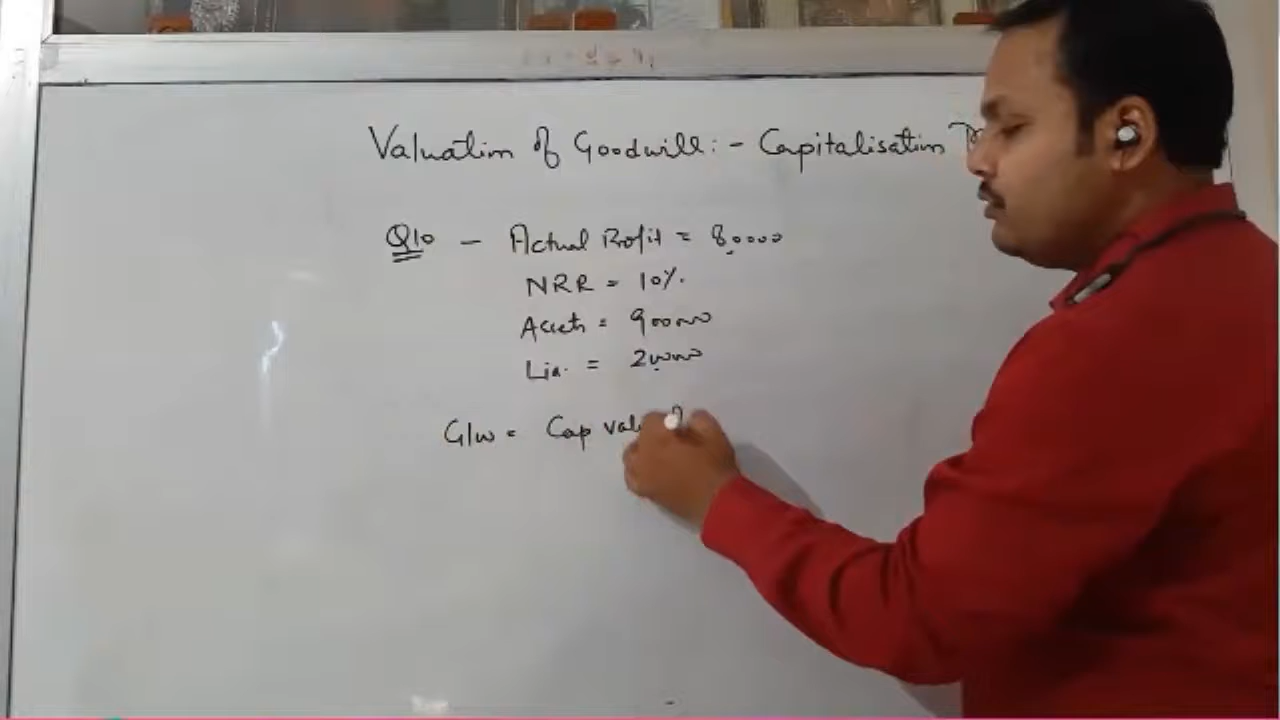 Valuation of Goodwill:- Capitalisation
Q10 - Actual Profit = 80000
NRR = 10%.
Assets = 900000
Lia. = 200000
G/w = Cap val